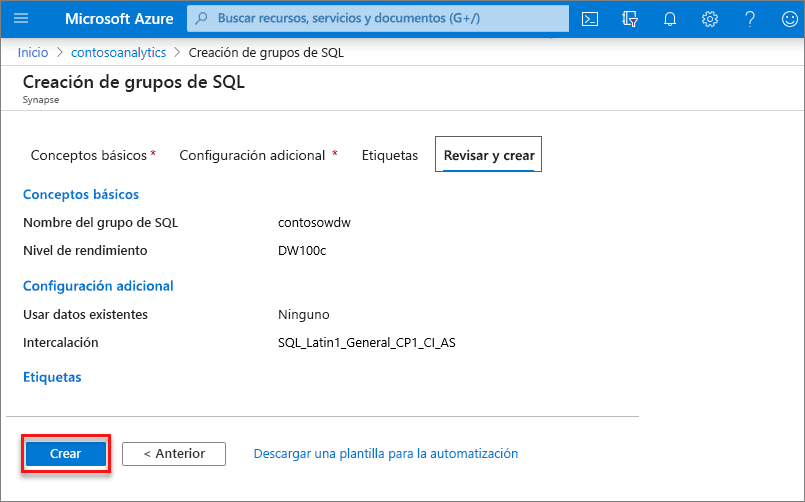 Microsoft Azure
Buscar recursos, servicios y documentos (G+/)
Inicio > contosoanalytics > Creación de grupos de SQL
Creación de grupos de SQL
Synapse
Conceptos básicos * Configuración adicional * Etiquetas Revisar y crear
Conceptos básicos
Nombre del grupo de SQL contosowdw
Nivel de rendimiento DW100c
Configuración adicional
Usar datos existentes Ninguno
Intercalación SQL_Latin1_General_CP1_CI_AS
Etiquetas
Crear < Anterior Descargar una plantilla para la automatización